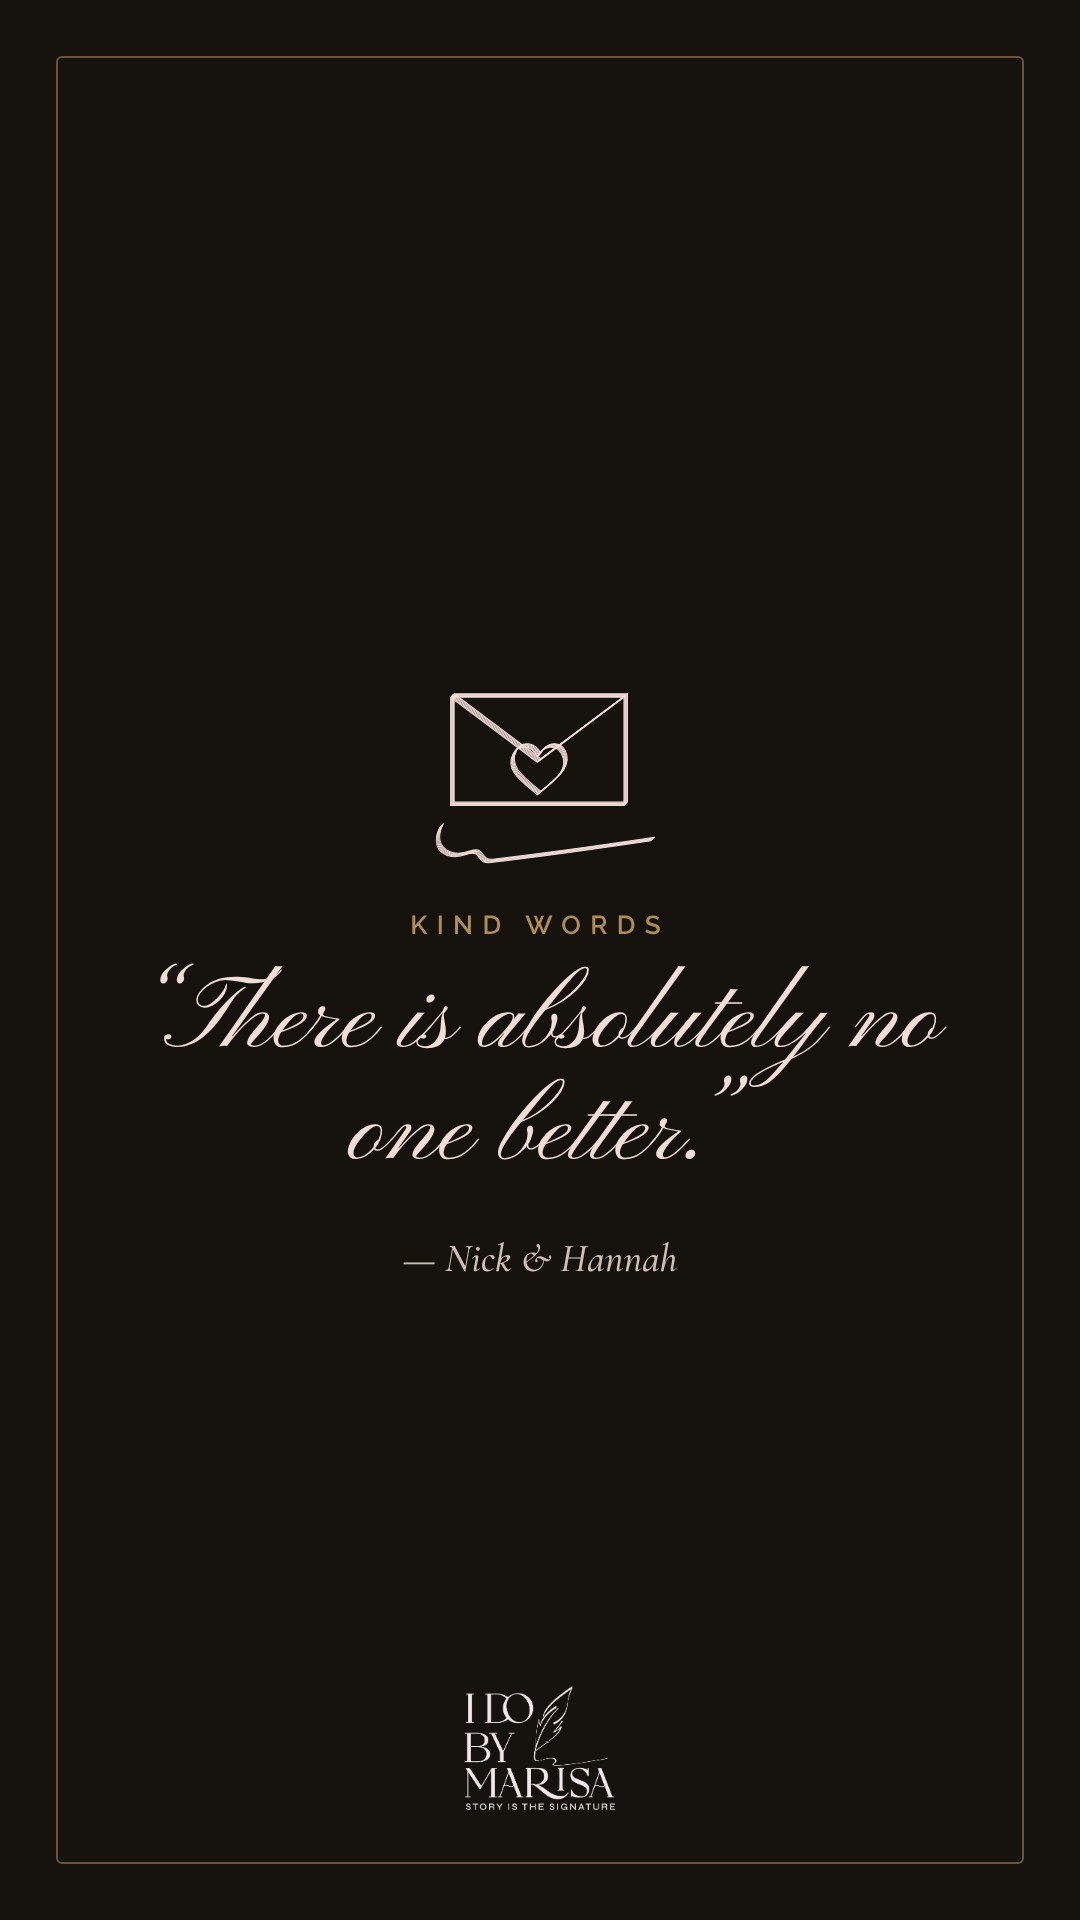 KIND WORDS
“There is absolutely no
one better.”
— Nick & Hannah
I DO
BY
MARISA
STORY IS THE SIGNATURE